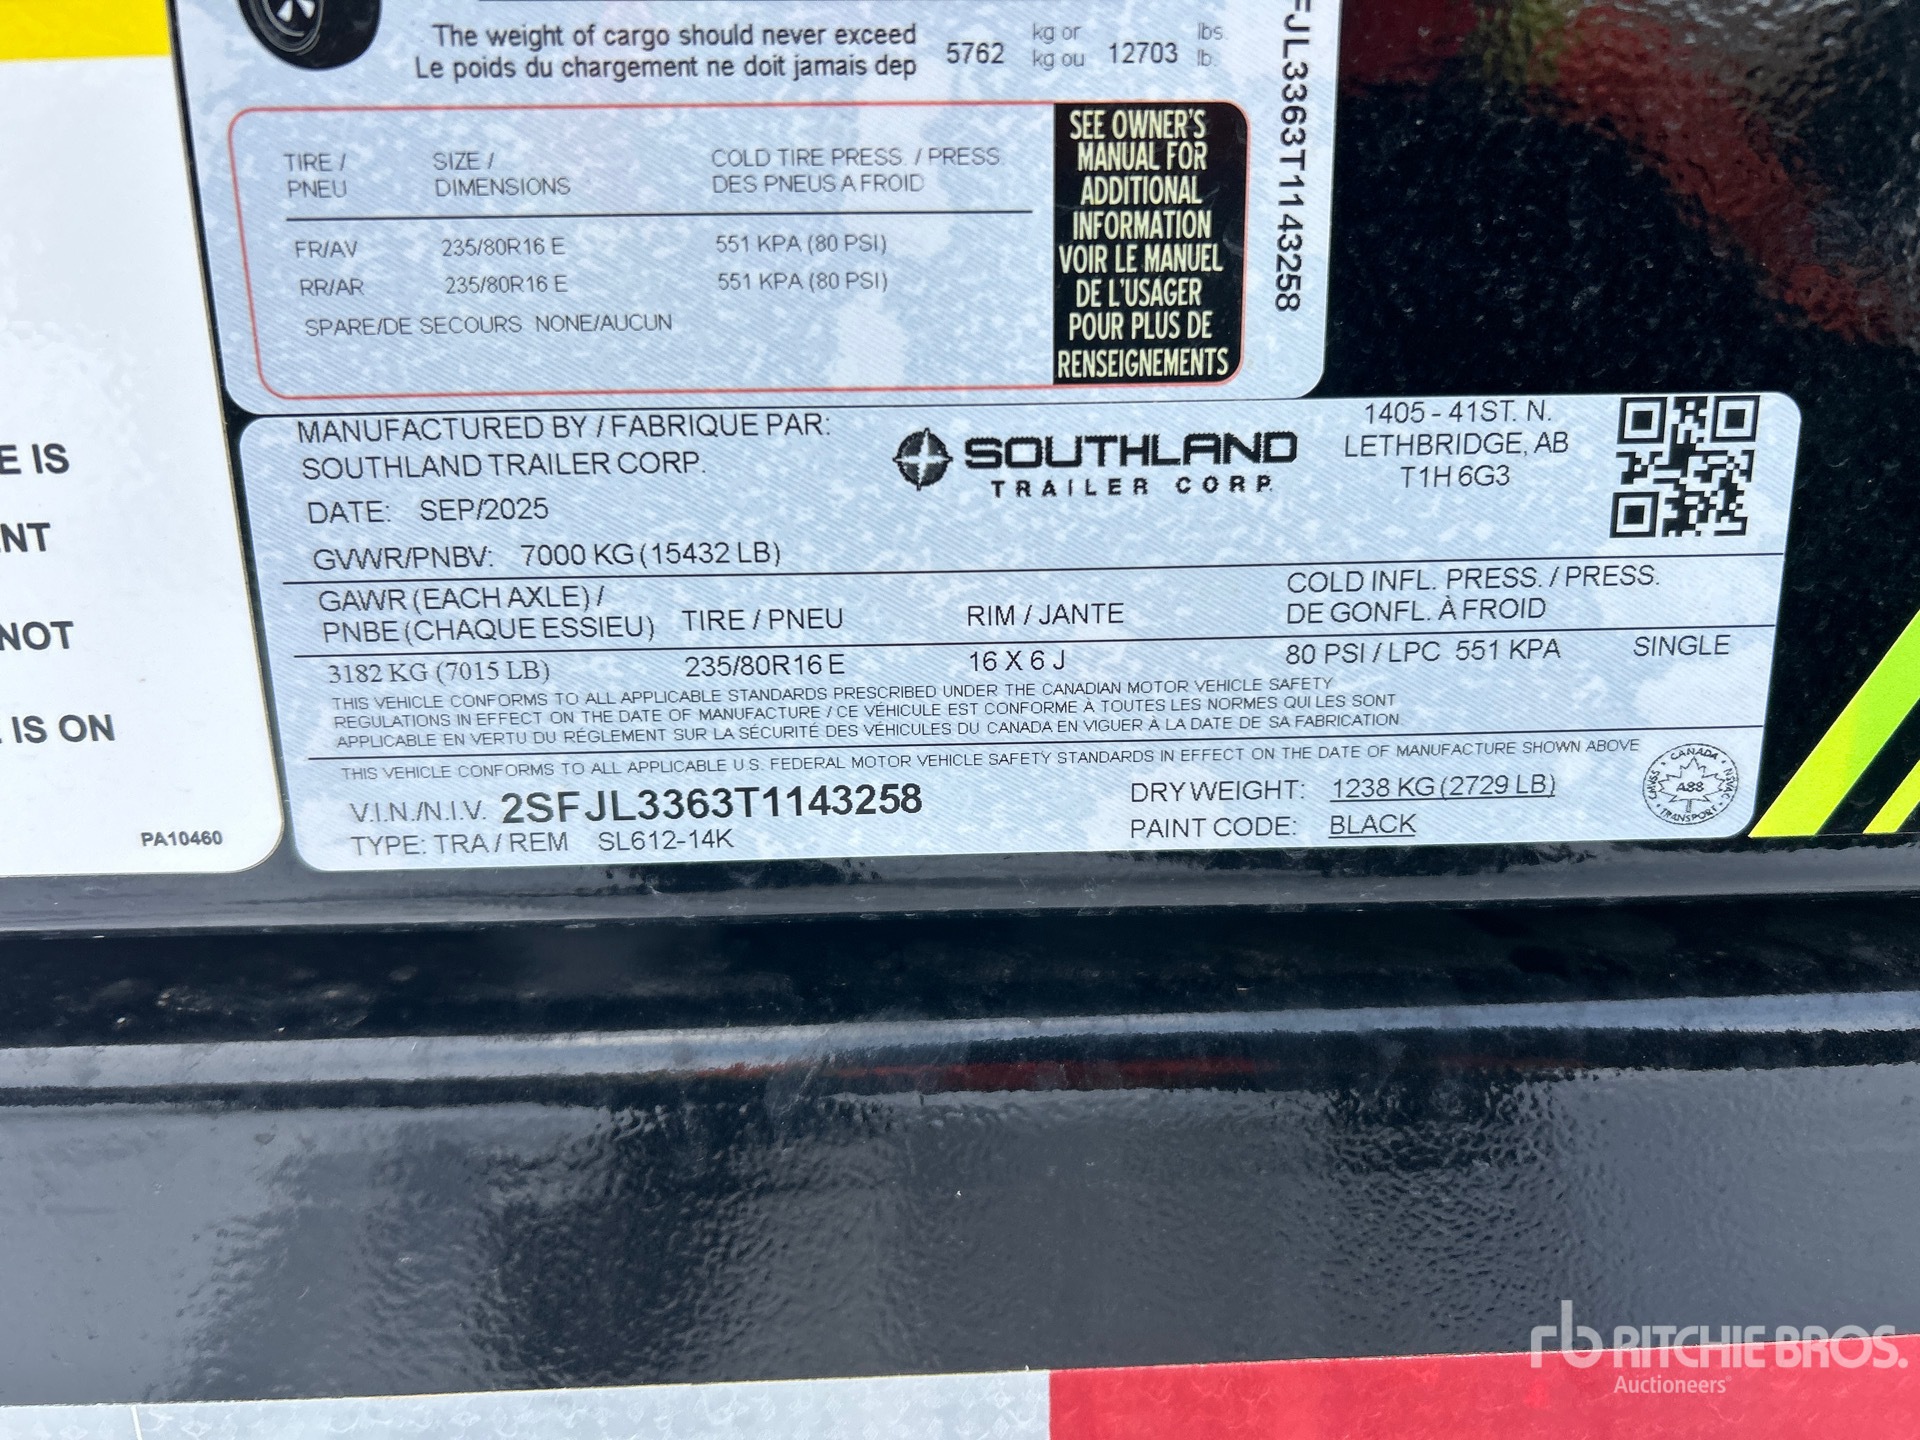 The weight of cargo should never exceed 5762 kg or 12703 lbs.
Le poids du chargement ne doit jamais dep kg ou lb.
TIRE / SIZE / COLD TIRE PRESS. / PRESS.
PNEU DIMENSIONS DES PNEUS A FROID
FR/AV 235/80R16 E 551 KPA (80 PSI)
RR/AR 235/80R16 E 551 KPA (80 PSI)
SPARE/DE SECOURS NONE/AUCUN
SEE OWNER'S
MANUAL FOR
ADDITIONAL
INFORMATION
VOIR LE MANUEL
DE L'USAGER
POUR PLUS DE
RENSEIGNEMENTS
FJL3363T1143258
MANUFACTURED BY / FABRIQUE PAR:
SOUTHLAND TRAILER CORP.
DATE: SEP/2025
GVWR/PNBV: 7000 KG (15432 LB)
SOUTHLAND
TRAILER CORP.
1405 - 41ST. N.
LETHBRIDGE, AB
T1H 6G3
GAWR (EACH AXLE) / TIRE / PNEU RIM / JANTE COLD INFL. PRESS. / PRESS.
PNBE (CHAQUE ESSIEU) DE GONFL. À FROID
3182 KG (7015 LB) 235/80R16 E 16 X 6 J 80 PSI / LPC 551 KPA SINGLE
THIS VEHICLE CONFORMS TO ALL APPLICABLE STANDARDS PRESCRIBED UNDER THE CANADIAN MOTOR VEHICLE SAFETY
REGULATIONS IN EFFECT ON THE DATE OF MANUFACTURE / CE VÉHICULE EST CONFORME À TOUTES LES NORMES QUI LES SONT
APPLICABLE EN VERTU DU RÉGLEMENT SUR LA SÉCURITÉ DES VÉHICULES DU CANADA EN VIGUER À LA DATE DE SA FABRICATION.
THIS VEHICLE CONFORMS TO ALL APPLICABLE U.S. FEDERAL MOTOR VEHICLE SAFETY STANDARDS IN EFFECT ON THE DATE OF MANUFACTURE SHOWN ABOVE
V.I.N./N.I.V. 2SFJL3363T1143258 DRY WEIGHT: 1238 KG (2729 LB)
TYPE: TRA / REM SL612-14K PAINT CODE: BLACK
CANADA
TRANSPORT
E IS
ENT
NOT
E IS ON
PA10460
rb RITCHIE BROS.
Auctioneers